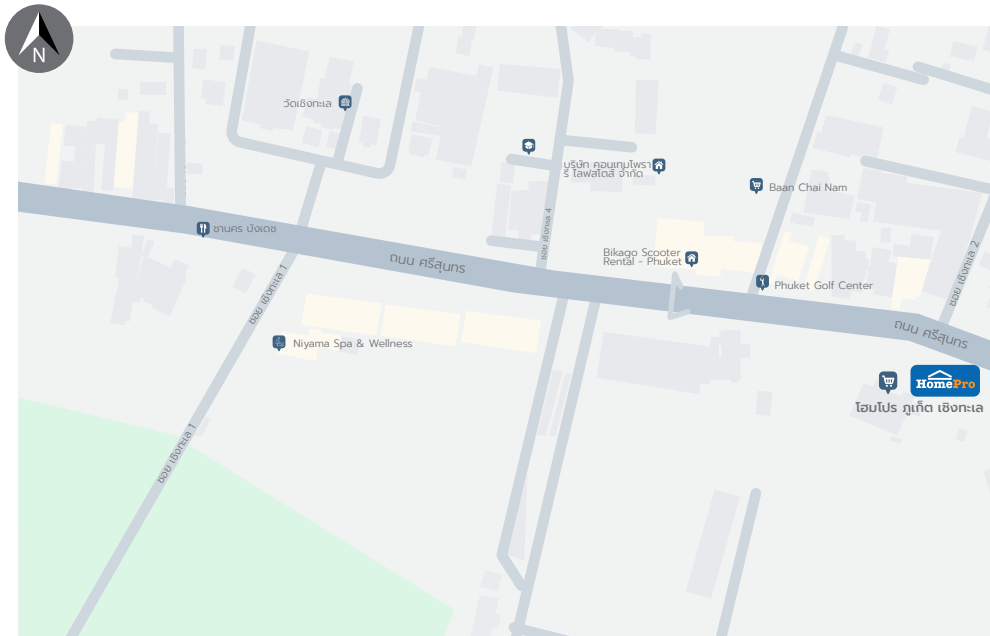 N
วัดเชิงทะเล
บริษัท คอนเทมโพรา
รี่ ไลฟสไตส์ จำกัด
Baan Chai Nam
ซอย เชิงทะเล 4
ชานคร บังเดช
ถนน ศรีสุนทร
Bikago Scooter
Rental - Phuket
ซอย เชิงทะเล 2
ซอย เชิงทะเล 1
Phuket Golf Center
ถนน ศรีสุนทร
Niyama Spa & Wellness
HomePro
โฮมโปร ภูเก็ต เชิงทะเล
ซอย เชิงทะเล 1